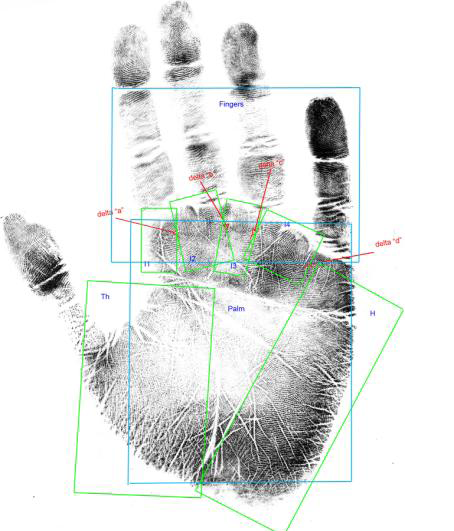 Fingers
delta "b"
delta "c"
delta "a"
I4
delta "d"
I1
I2
I3
Th
Palm
H